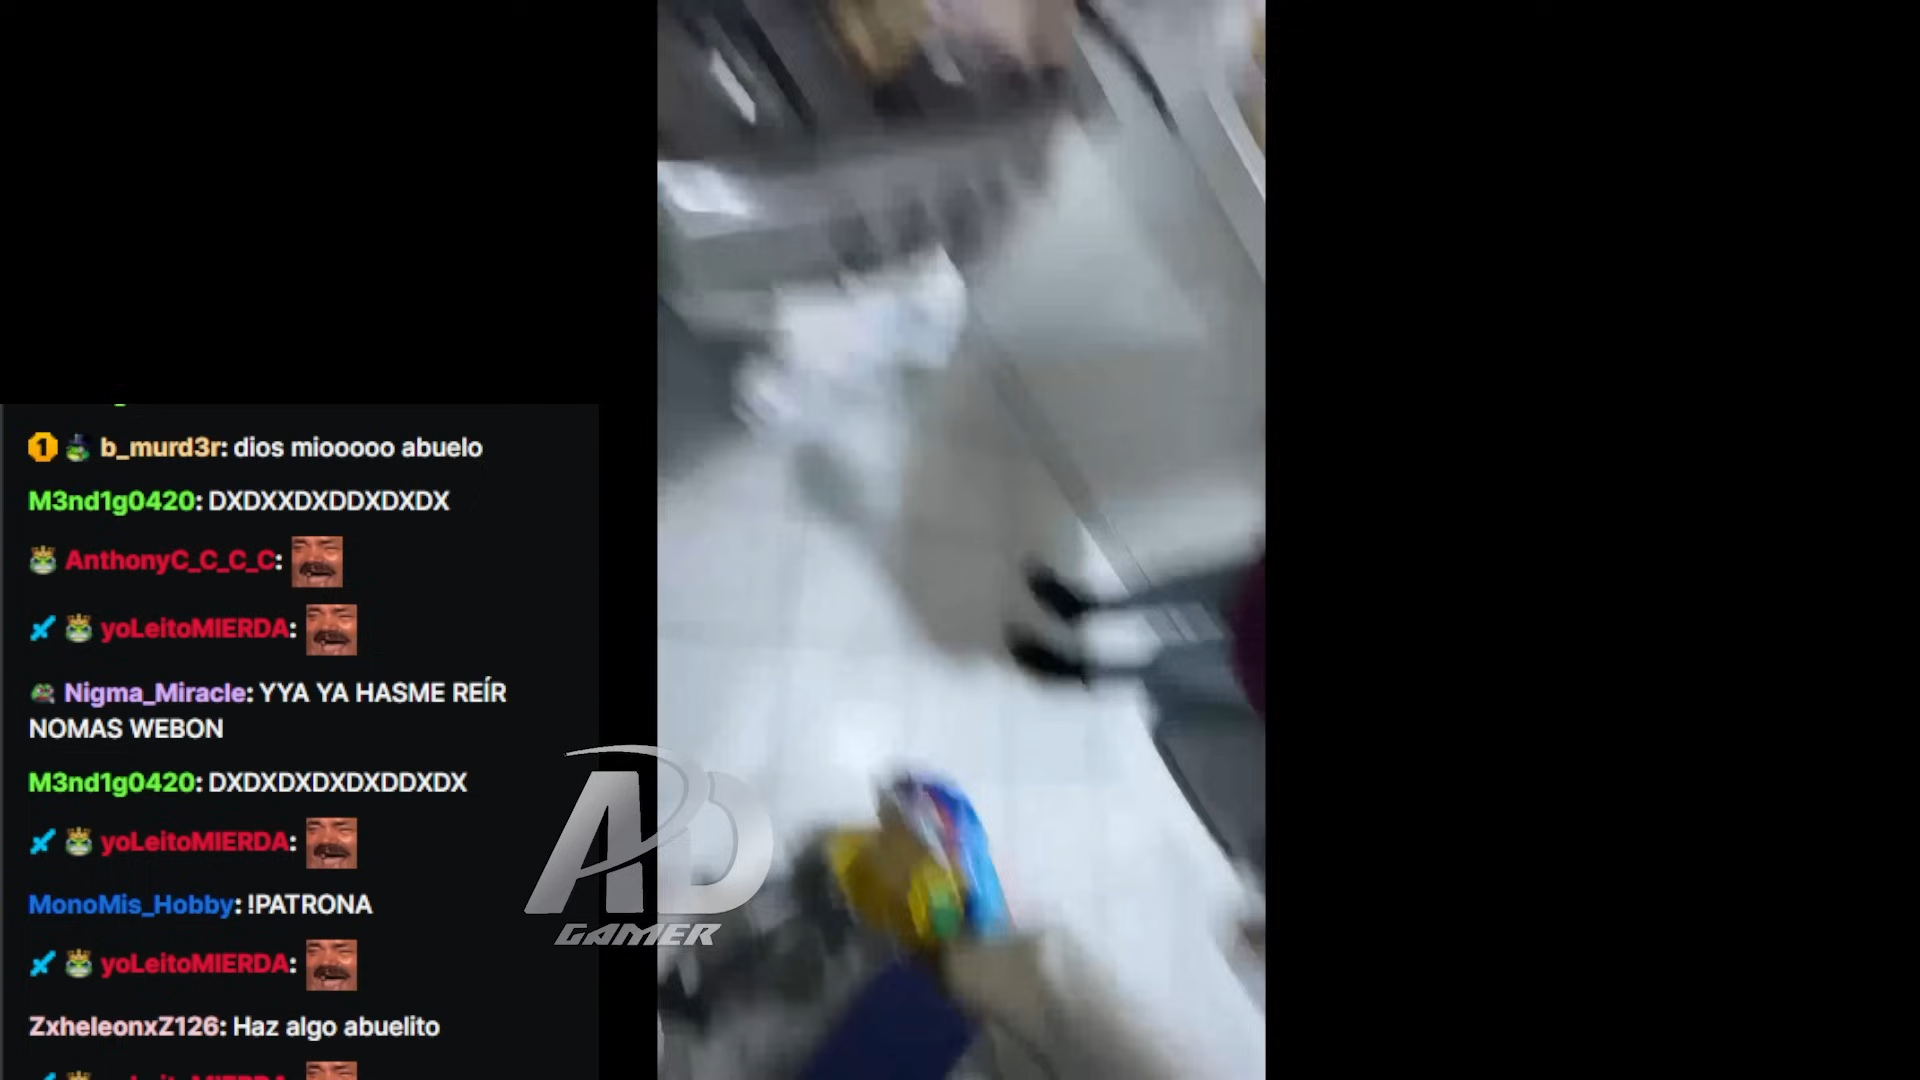 b_murd3r: dios miooooo abuelo
M3nd1g0420: DXDXXDXDDXDXDX
AnthonyC_C_C_C:
yoLeitoMIERDA:
Nigma_Miracle: YYA YA HASME REÍR
NOMAS WEBON
M3nd1g0420: DXDXDXDXDXDDXDX
yoLeitoMIERDA:
MonoMis_Hobby: !PATRONA
yoLeitoMIERDA:
ZxheleonxZ126: Haz algo abuelito
AD
GAMER